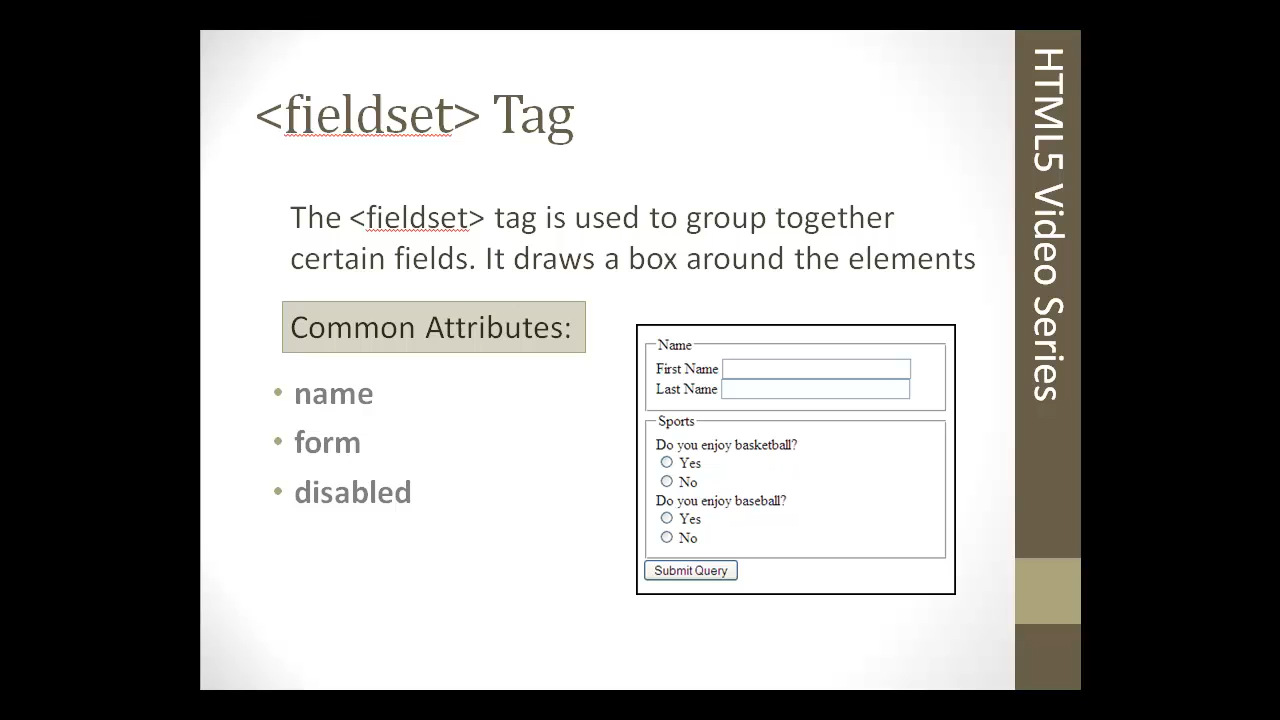 <fieldset> Tag
The <fieldset> tag is used to group together
certain fields. It draws a box around the elements
Common Attributes:
• name
• form
• disabled
Name
First Name
Last Name
Sports
Do you enjoy basketball?
Yes
No
Do you enjoy baseball?
Yes
No
Submit Query
HTML5 Video Series